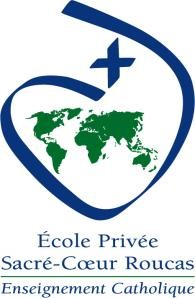 École Privée
Sacré-Cœur Roucas
Enseignement Catholique